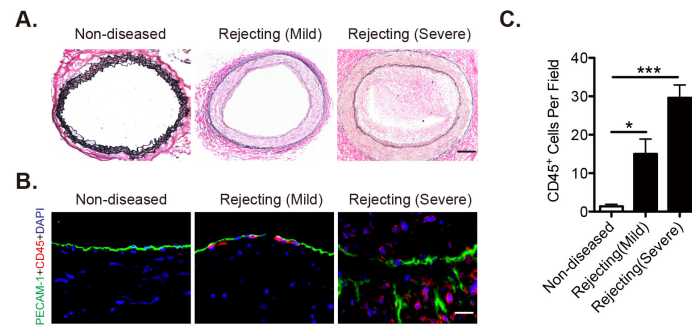 A.
Non-diseased Rejecting (Mild) Rejecting (Severe)
B.
Non-diseased Rejecting (Mild) Rejecting (Severe)
PECAM-1+CD45+DAPI
C.
CD45⁺ Cells Per Field
40
30
20
10
0
***
*
Non-diseased
Rejecting(Mild)
Rejecting(Severe)